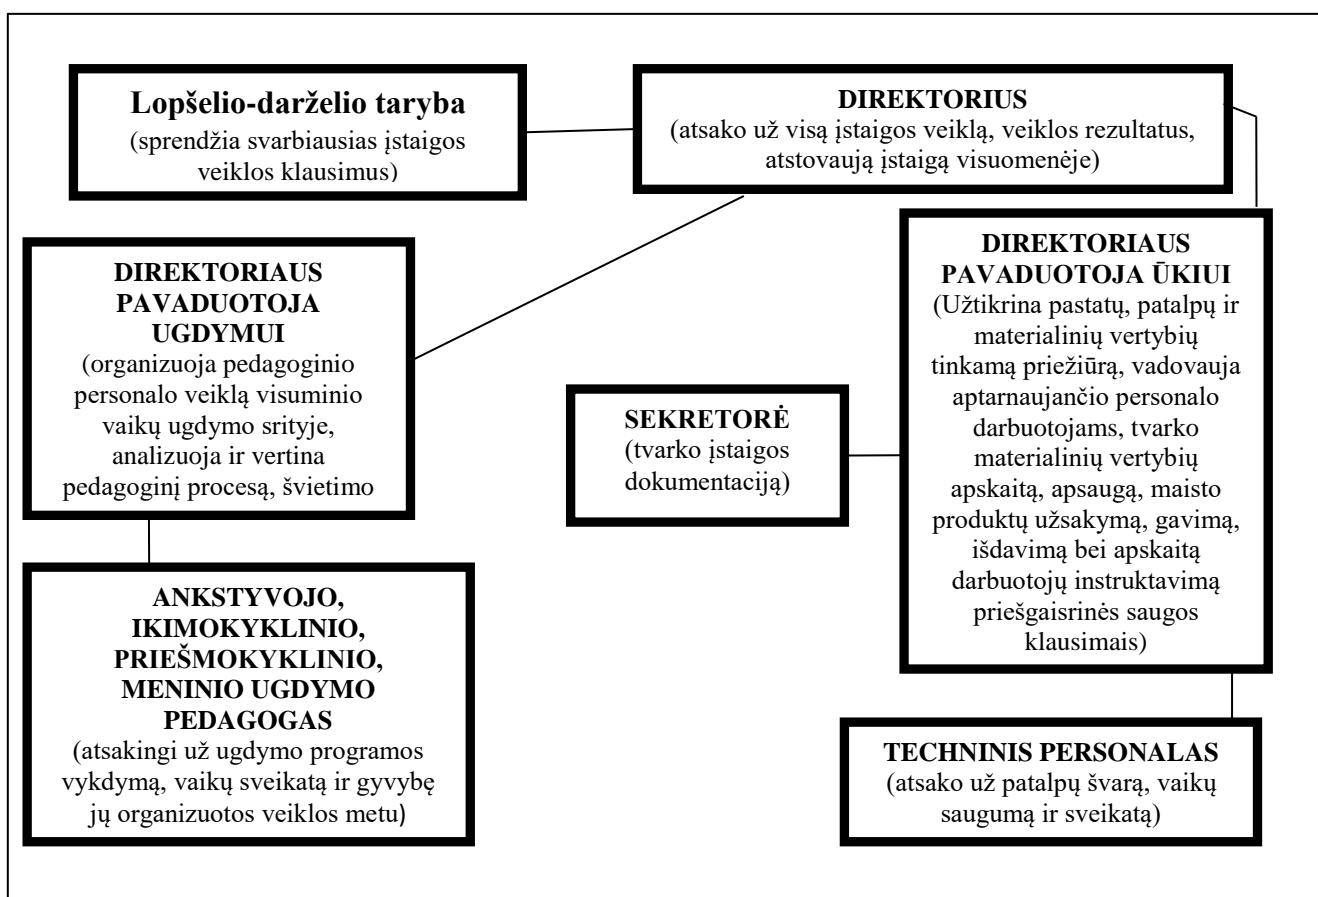 Lopšelio-darželio taryba
(sprendžia svarbiausias įstaigos
veiklos klausimus)
DIREKTORIUS
(atsako už visą įstaigos veiklą, veiklos rezultatus,
atstovaują įstaigą visuomenėje)
DIREKTORIAUS
PAVADUOTOJA
UGDYMUI
(organizuoja pedagoginio
personalo veiklą visuminio
vaikų ugdymo srityje,
analizuoja ir vertina
pedagoginį procesą, švietimo
SEKRETORĖ
(tvarko įstaigos
dokumentaciją)
DIREKTORIAUS
PAVADUOTOJA ŪKIUI
(Užtikrina pastatų, patalpų ir
materialinių vertybių
tinkamą priežiūrą, vadovauja
aptarnaujančio personalo
darbuotojams, tvarko
materialinių vertybių
apskaitą, apsaugą, maisto
produktų užsakymą, gavimą,
išdavimą bei apskaitą
darbuotojų instruktavimą
priešgaisrinės saugos
klausimais)
ANKSTYVOJO,
IKIMOKYKLINIO,
PRIEŠMOKYKLINIO,
MENINIO UGDYMO
PEDAGOGAS
(atsakingi už ugdymo programos
vykdymą, vaikų sveikatą ir gyvybę
jų organizuotos veiklos metu)
TECHNINIS PERSONALAS
(atsako už patalpų švarą, vaikų
saugumą ir sveikatą)